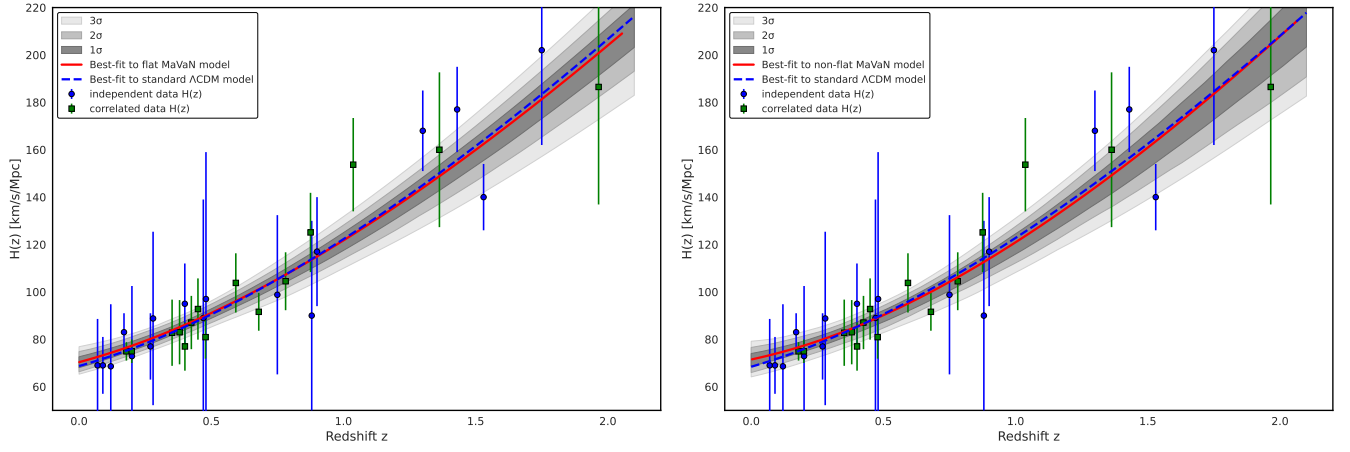 3σ
2σ
1σ
Best-fit to flat MaVaN model
Best-fit to standard ΛCDM model
independent data H(z)
correlated data H(z)
220
200
180
160
140
120
100
80
60
H(z) [km/s/Mpc]
0.0 0.5 1.0 1.5 2.0
Redshift z
3σ
2σ
1σ
Best-fit to non-flat MaVaN model
Best-fit to standard ΛCDM model
independent data H(z)
correlated data H(z)
220
200
180
160
140
120
100
80
60
H(z) [km/s/Mpc]
0.0 0.5 1.0 1.5 2.0
Redshift z